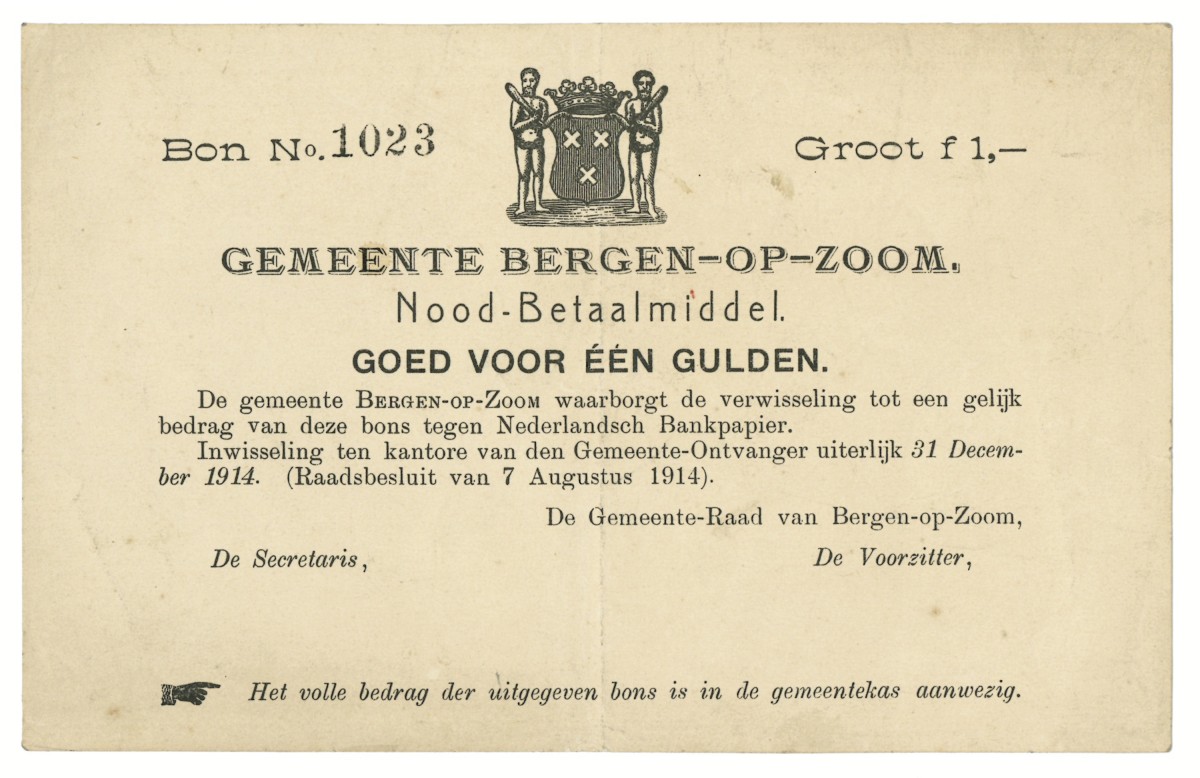 Bon No. 1023
Groot f 1,—
GEMEENTE BERGEN-OP-ZOOM.
Nood-Betaalmiddel.
GOED VOOR ÉÉN GULDEN.
De gemeente BERGEN-OP-ZOOM waarborgt de verwisseling tot een gelijk
bedrag van deze bons tegen Nederlandsch Bankpapier.
Inwisseling ten kantore van den Gemeente-Ontvanger uiterlijk 31 Decem-
ber 1914. (Raadsbesluit van 7 Augustus 1914).
De Gemeente-Raad van Bergen-op-Zoom,
De Secretaris,
De Voorzitter,
Het volle bedrag der uitgegeven bons is in de gemeentekas aanwezig.